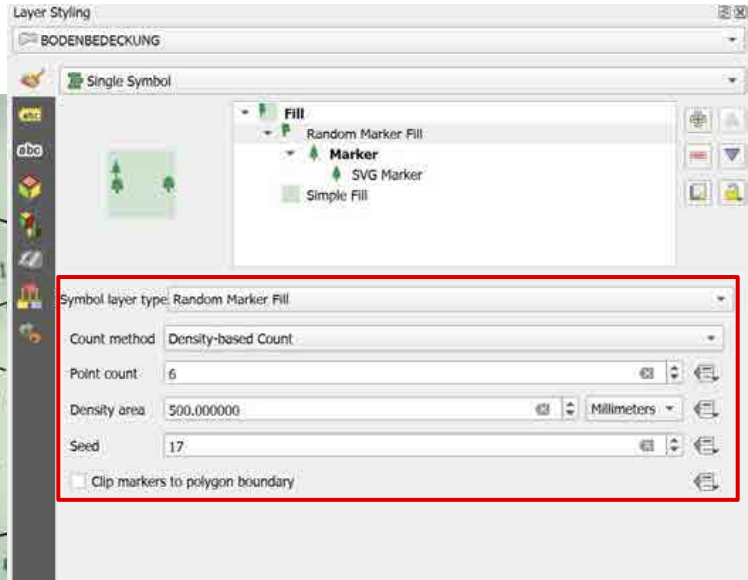 Layer Styling
BODENBEDECKUNG
Single Symbol
abc
abc
Fill
Random Marker Fill
Marker
SVG Marker
Simple Fill
Symbol layer type Random Marker Fill
Count method Density-based Count
Point count 6
Density area 500.000000 Millimeters
Seed 17
Clip markers to polygon boundary